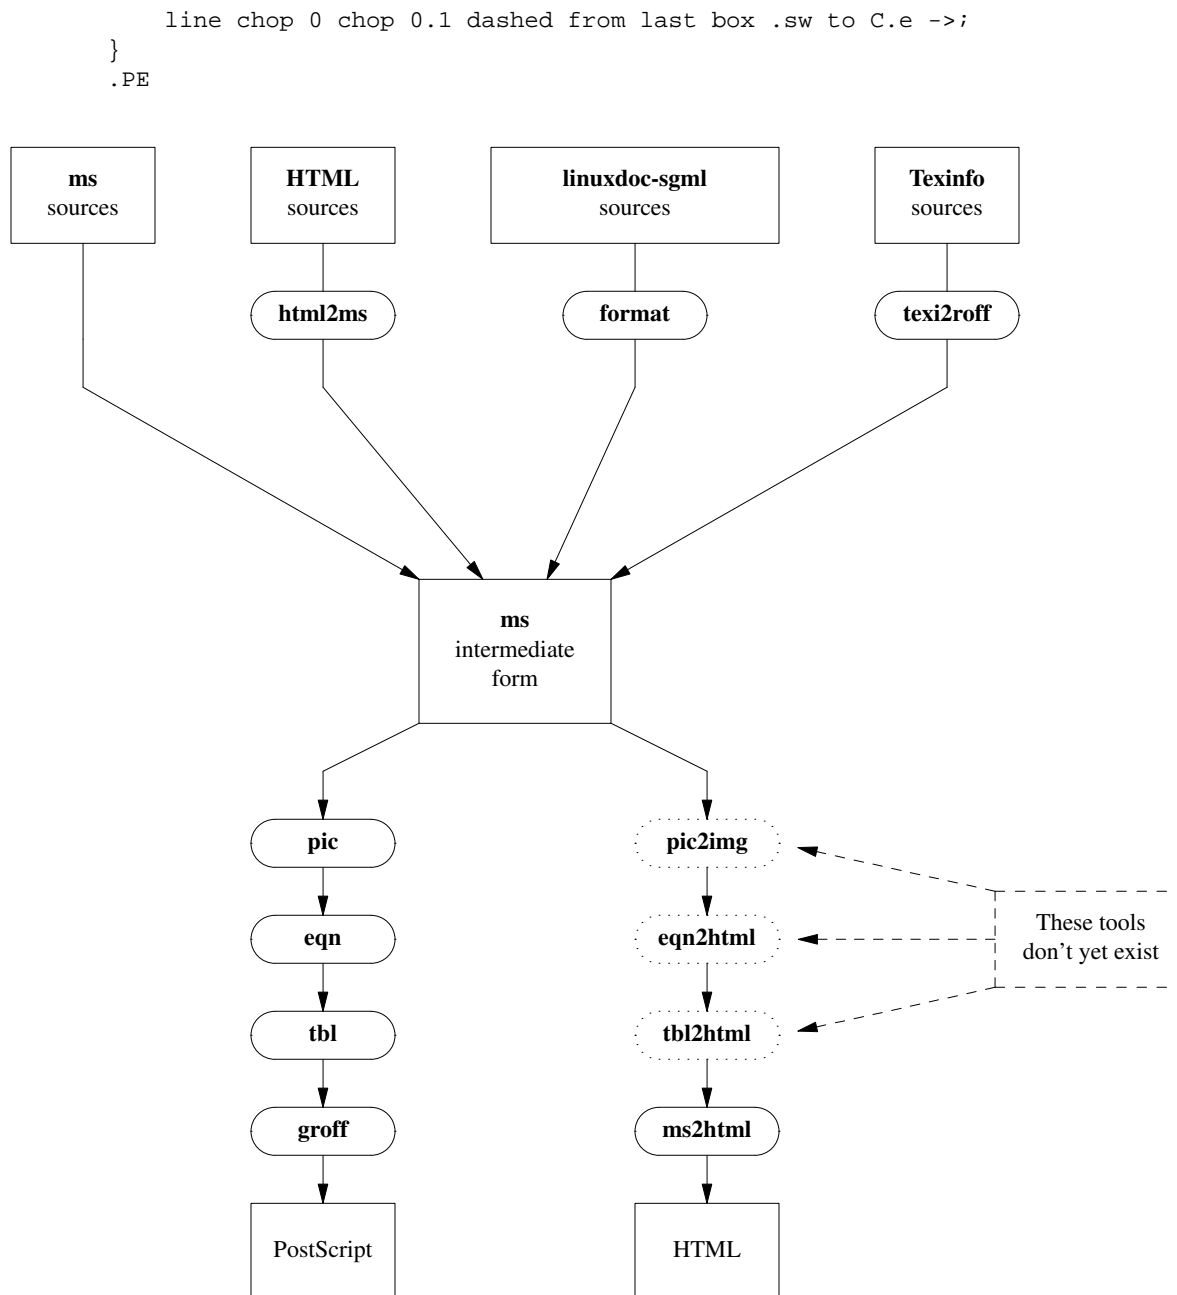 line chop 0 chop 0.1 dashed from last box .sw to C.e ->;
}
.PE
ms
sources
HTML
sources
linuxdoc-sgml
sources
Texinfo
sources
html2ms
format
texi2roff
ms
intermediate
form
pic
pic2img
These tools
don’t yet exist
eqn
eqn2html
tbl
tbl2html
groff
ms2html
PostScript
HTML